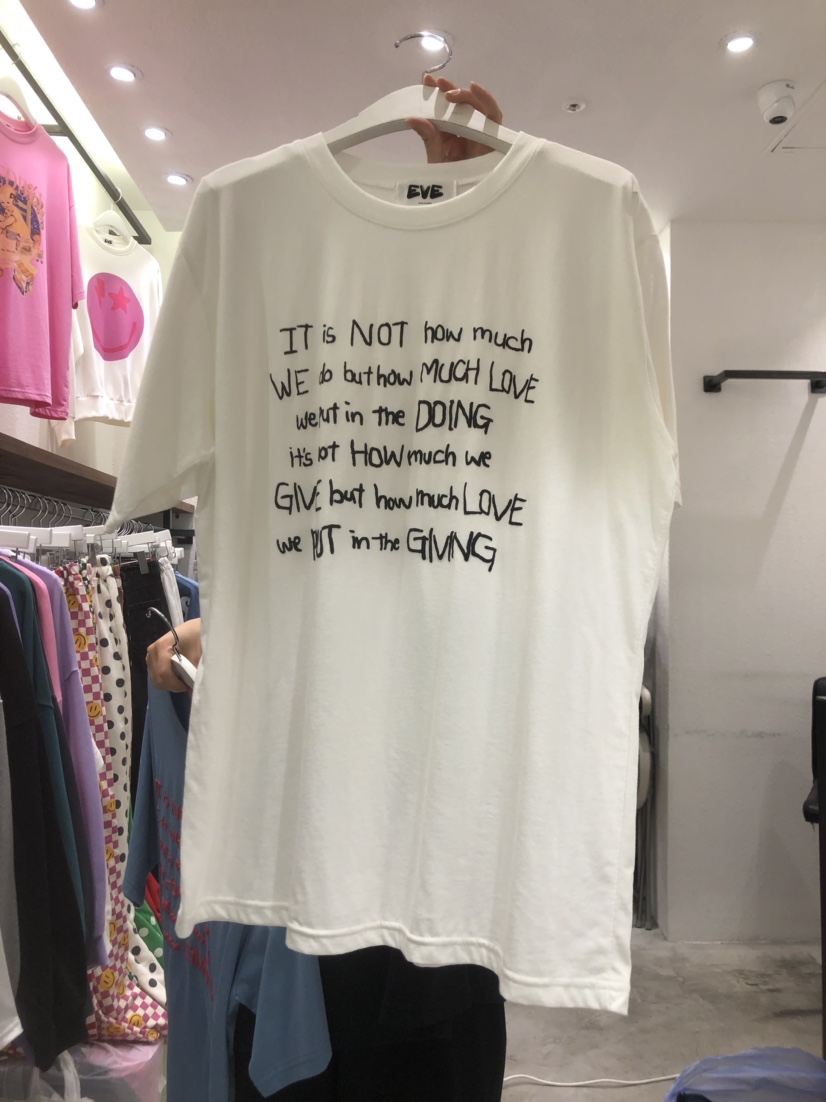 EVE
IT is NOT how much
WE do but how MUCH LOVE
we put in the DOING
it's not HOW much we
GIVE but how much LOVE
we PUT in the GIVING